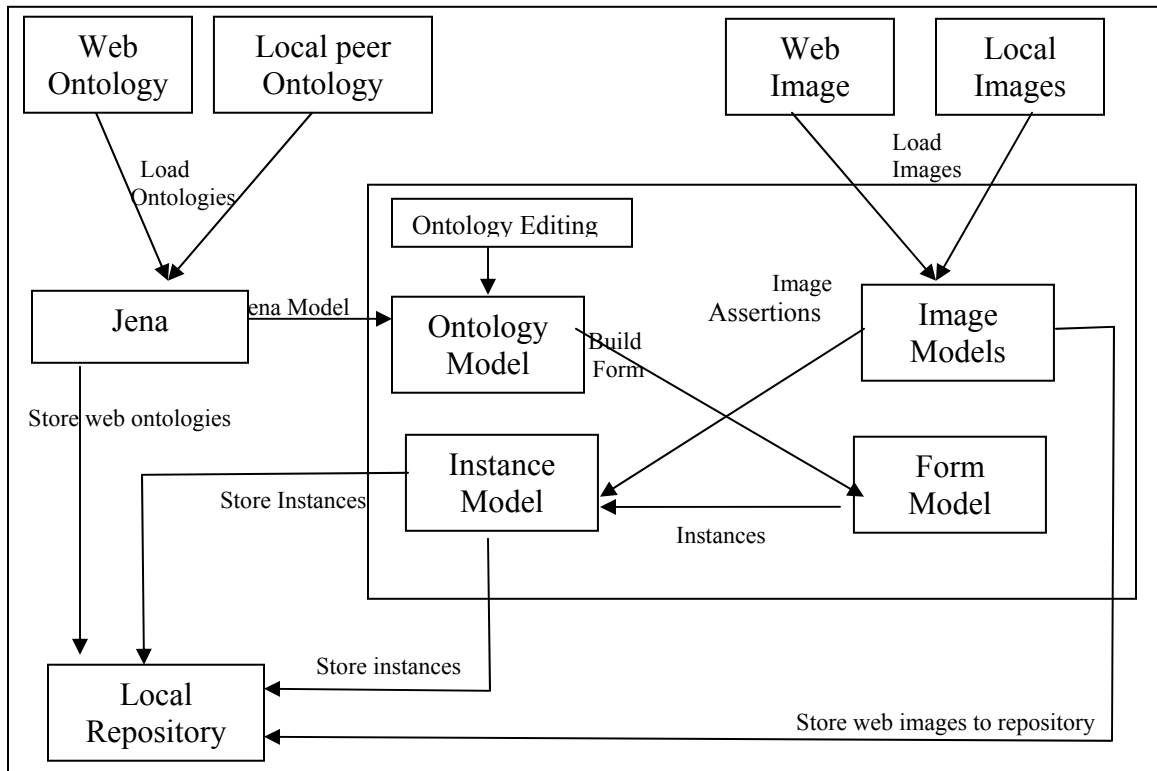 Web
Ontology
Local peer
Ontology
Web
Image
Local
Images
Load
Ontologies
Load
Images
Ontology Editing
Jena
ena Model
Ontology
Model
Build
Form
Image
Assertions
Image
Models
Store web ontologies
Instance
Model
Form
Model
Store Instances
Instances
Store instances
Local
Repository
Store web images to repository